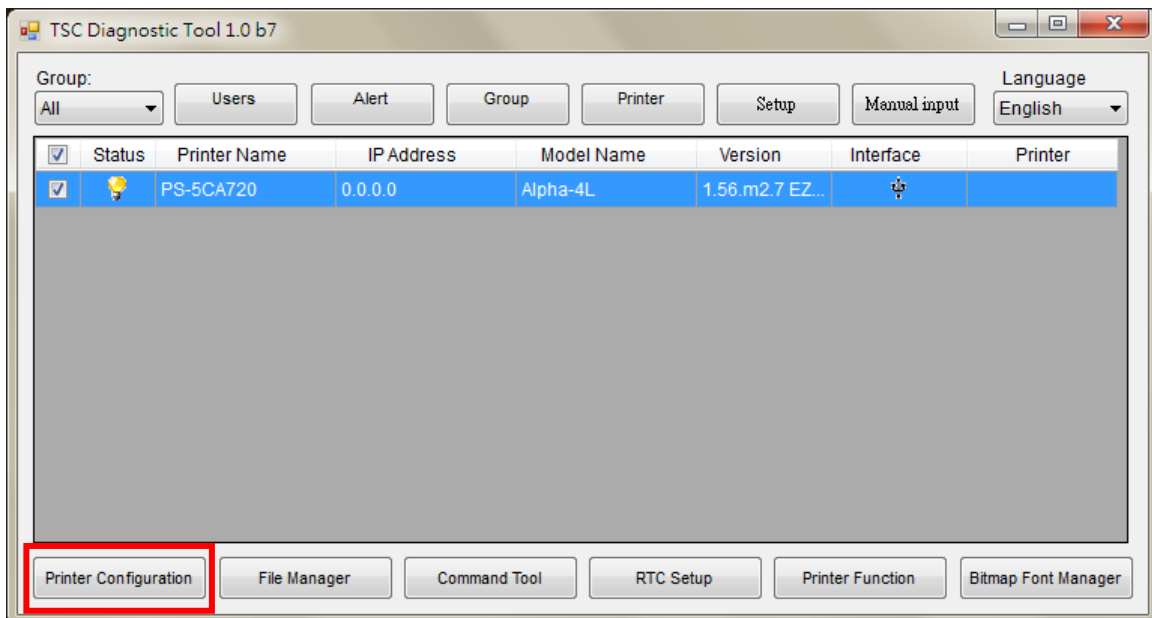 TSC Diagnostic Tool 1.0 b7
Group:
Language
All
Users
Alert
Group
Printer
Setup
Manual input
English
Status Printer Name IP Address Model Name Version Interface Printer
PS-5CA720 0.0.0.0 Alpha-4L 1.56.m2.7 EZ...
Printer Configuration
File Manager
Command Tool
RTC Setup
Printer Function
Bitmap Font Manager